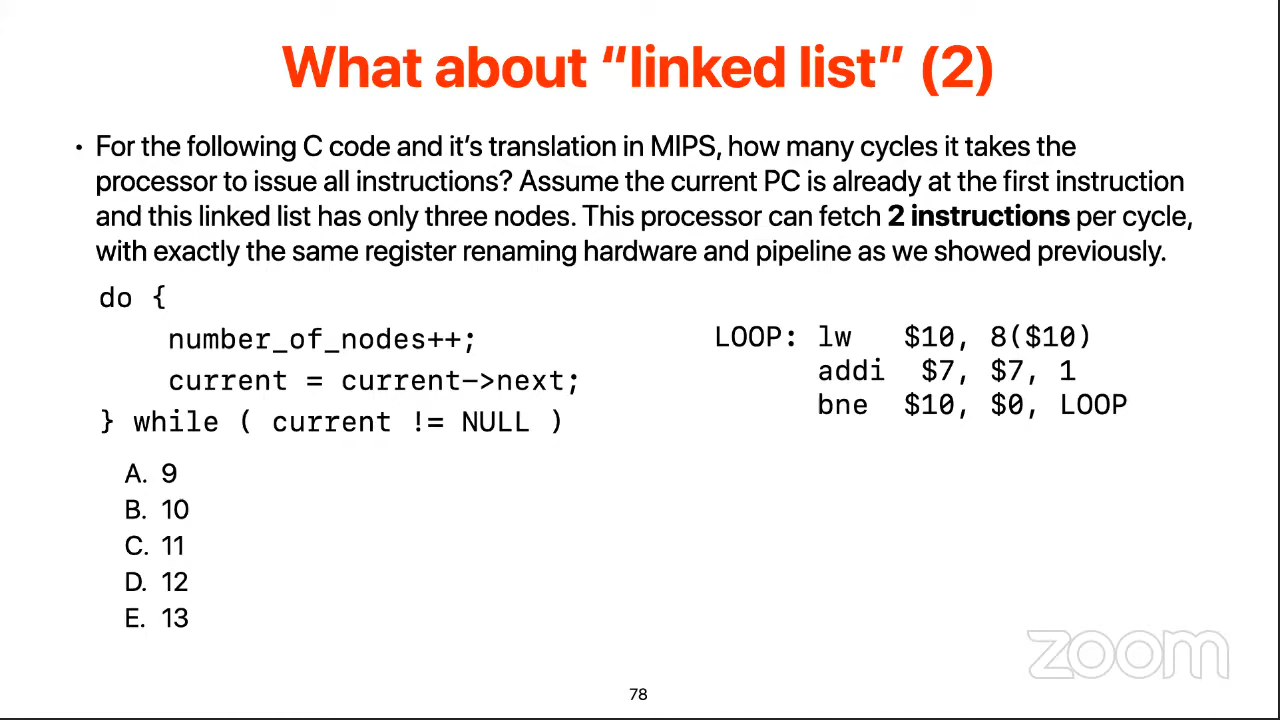 What about “linked list” (2)
• For the following C code and it’s translation in MIPS, how many cycles it takes the
processor to issue all instructions? Assume the current PC is already at the first instruction
and this linked list has only three nodes. This processor can fetch 2 instructions per cycle,
with exactly the same register renaming hardware and pipeline as we showed previously.
do {
number_of_nodes++;
current = current->next;
} while ( current != NULL )
LOOP: lw $10, 8($10)
addi $7, $7, 1
bne $10, $0, LOOP
A. 9
B. 10
C. 11
D. 12
E. 13
zoom
78